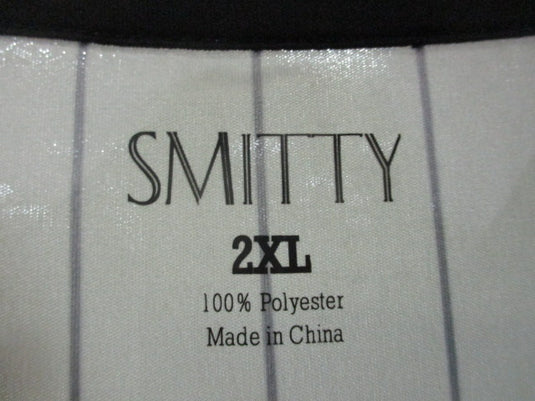 SMITTY
2XL
100% Polyester
Made in China